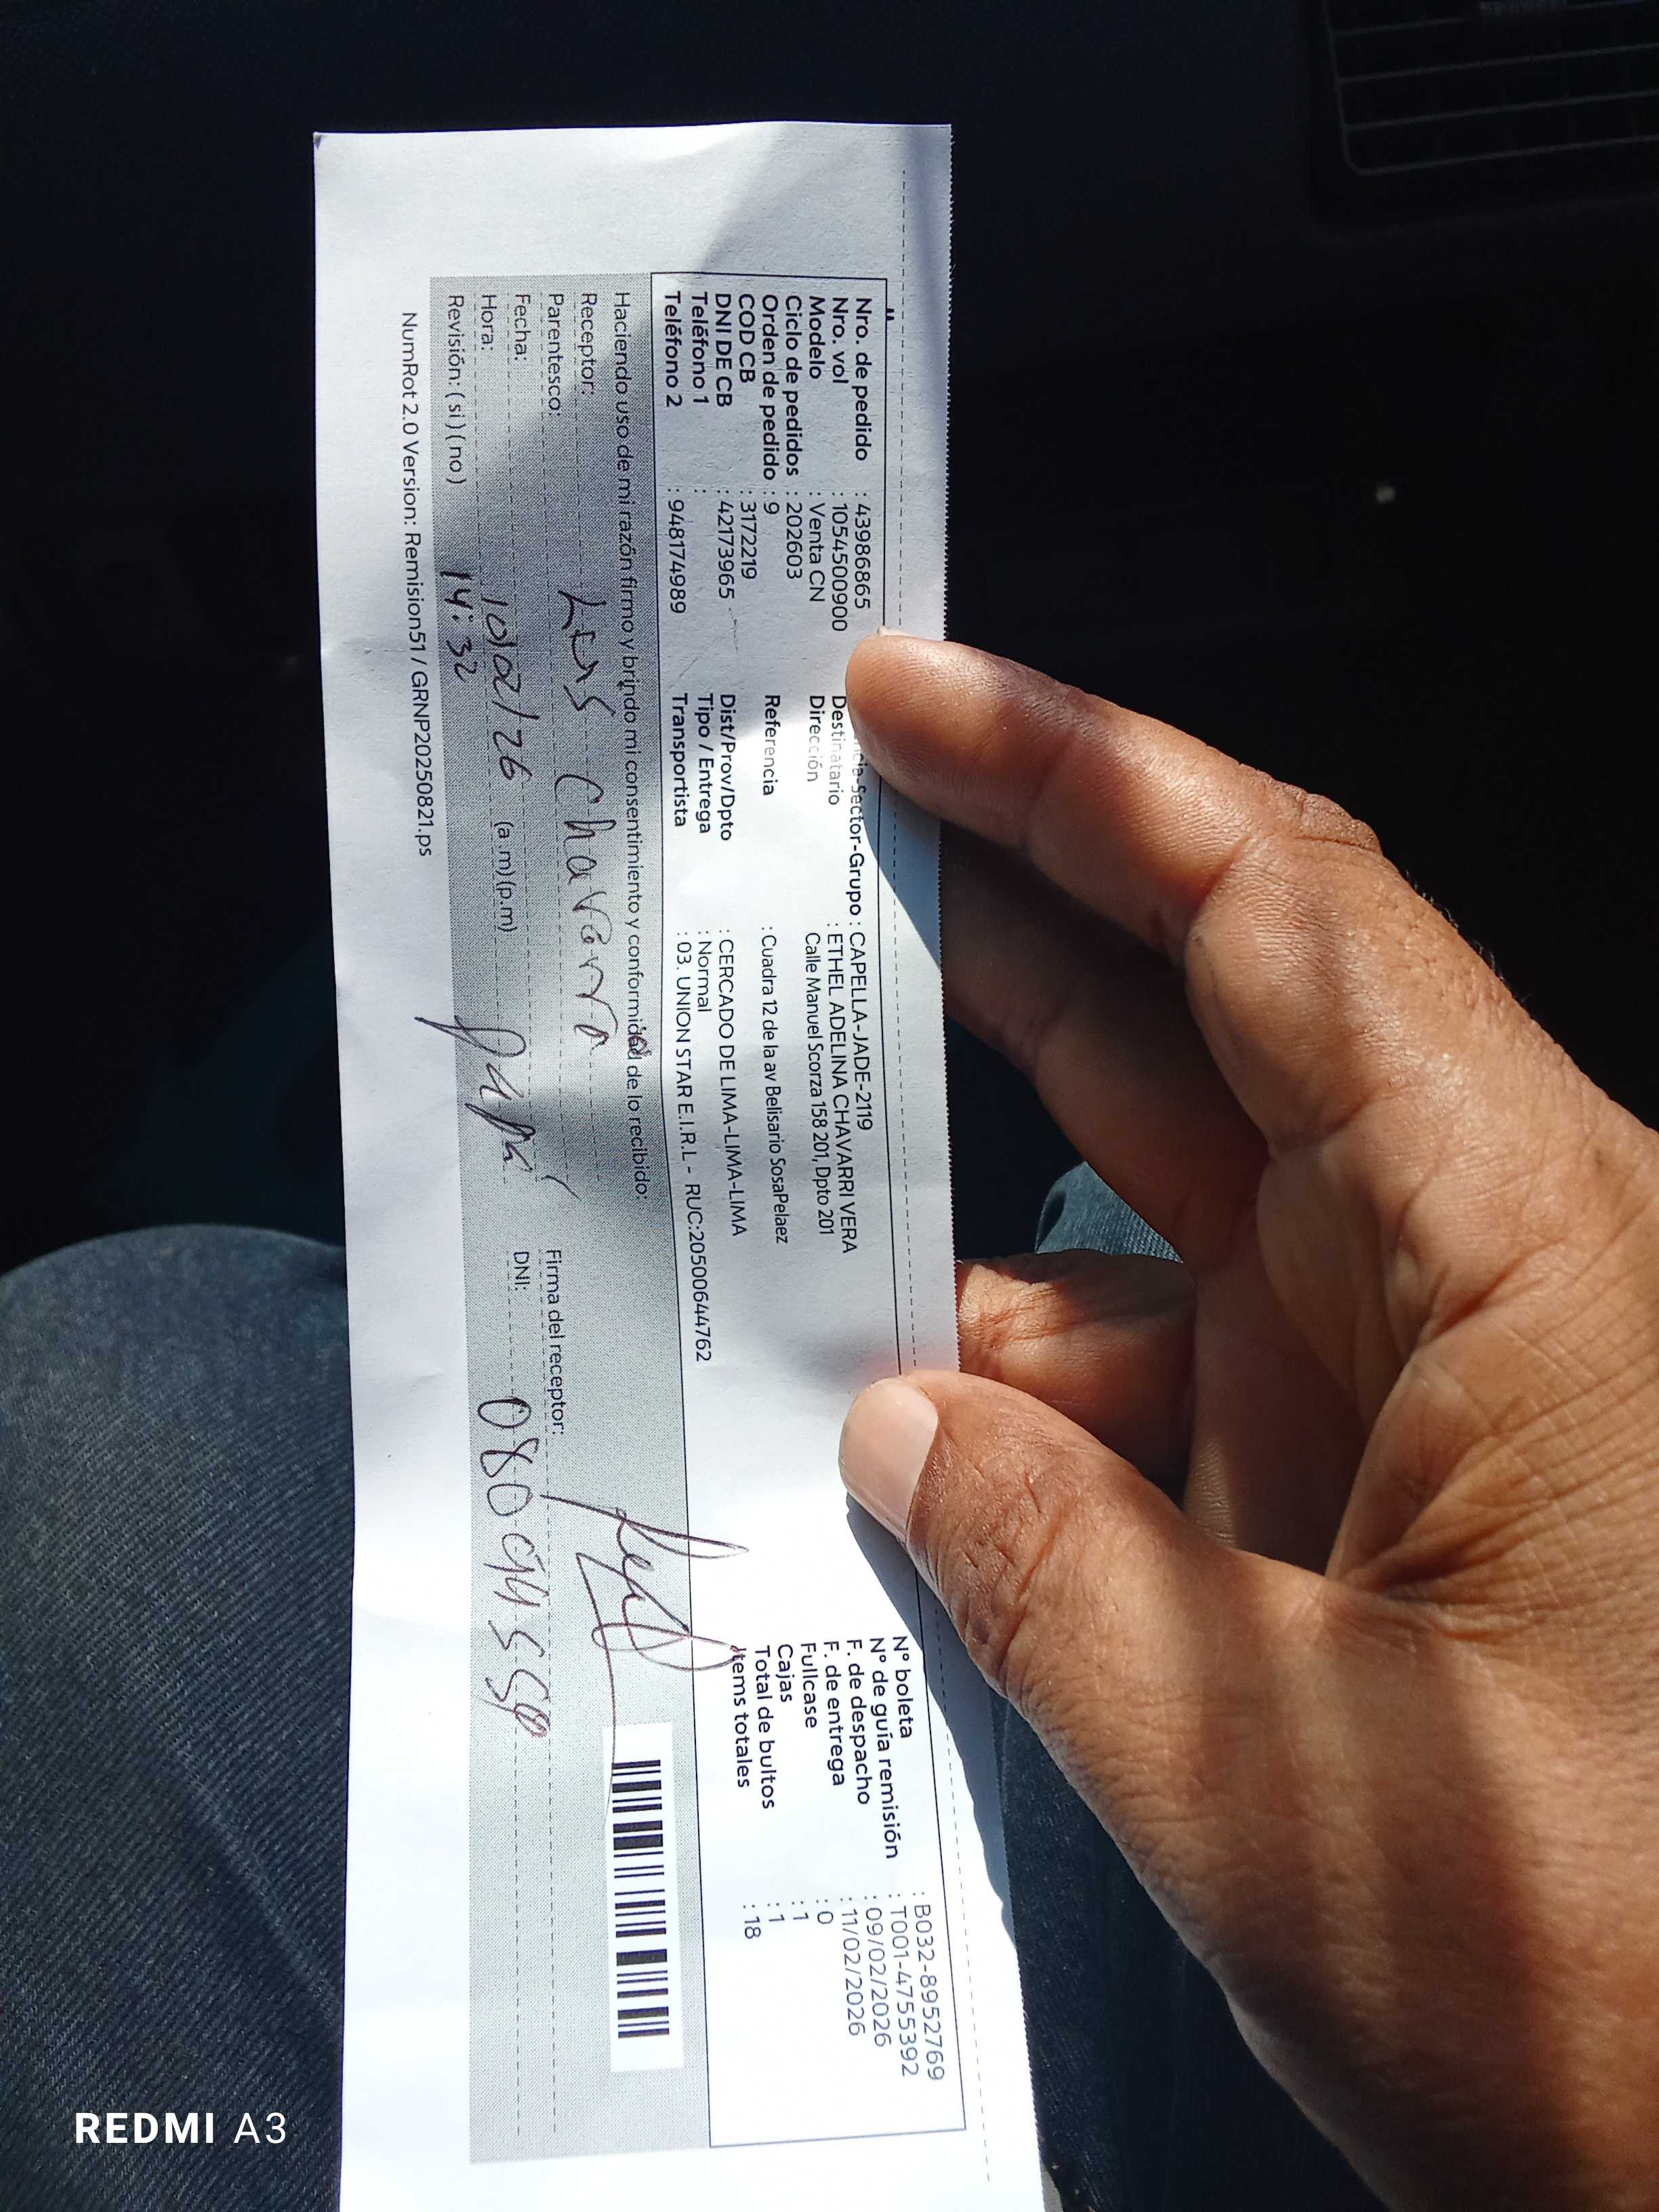 Nro. de pedido : 43986865
Nro. vol : 1054500900
Modelo : Venta CN
Ciclo de pedidos : 202603
Orden de pedido : 9
COD CB : 3172219
DNI DE CB : 42173965
Teléfono 1 :
Teléfono 2 : 948174989
-Sector-Grupo : CAPELLA-JADE-2119
Destinatario : ETHEL ADELINA CHAVARRI VERA
Dirección Calle Manuel Scorza 158 201, Dpto 201
Referencia : Cuadra 12 de la av Belisario SosaPelaez
Dist/Prov/Dpto : CERCADO DE LIMA-LIMA-LIMA
Tipo / Entrega : Normal
Transportista : 03. UNION STAR E.I.R.L - RUC:20500644762
N° boleta : B032-8952769
N° de guía remisión : T001-4755392
F. de despacho : 09/02/2026
F. de entrega : 11/02/2026
Fullcase : 0
Cajas : 1
Total de bultos : 1
Items totales : 18
Haciendo uso de mi razón firmo y brindo mi consentimiento y conformidad de lo recibido:
Receptor: Luis Chavarri
Parentesco: papá
Fecha: 10/02/26
Hora: 14:32 (a.m)(p.m)
Revisión: (si)(no)
Firma del receptor:
DNI:
NumRot 2.0 Version: Remision51 / GRNP20250821.ps
REDMI A3